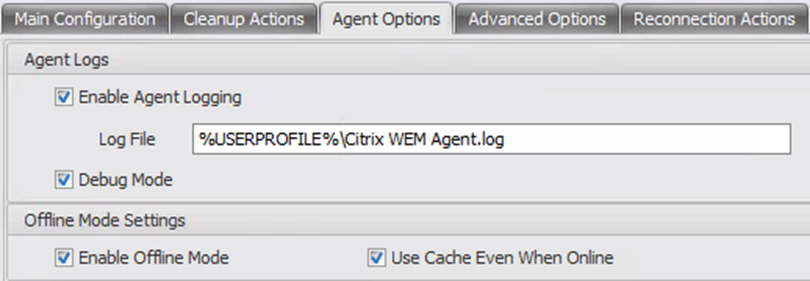 Main Configuration Cleanup Actions Agent Options Advanced Options Reconnection Actions
Agent Logs
Enable Agent Logging
Log File %USERPROFILE%\Citrix WEM Agent.log
Debug Mode
Offline Mode Settings
Enable Offline Mode Use Cache Even When Online